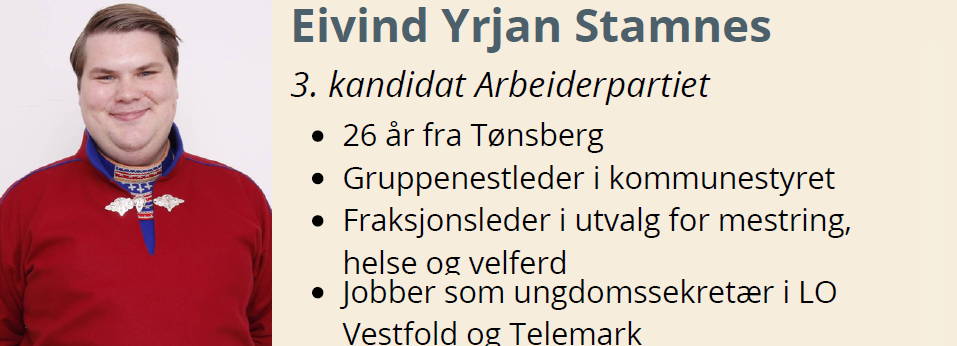 Eivind Yrjan Stamnes
3. kandidat Arbeiderpartiet
• 26 år fra Tønsberg
• Gruppenestleder i kommunestyret
• Fraksjonsleder i utvalg for mestring,
helse og velferd
• Jobber som ungdomssekretær i LO
Vestfold og Telemark